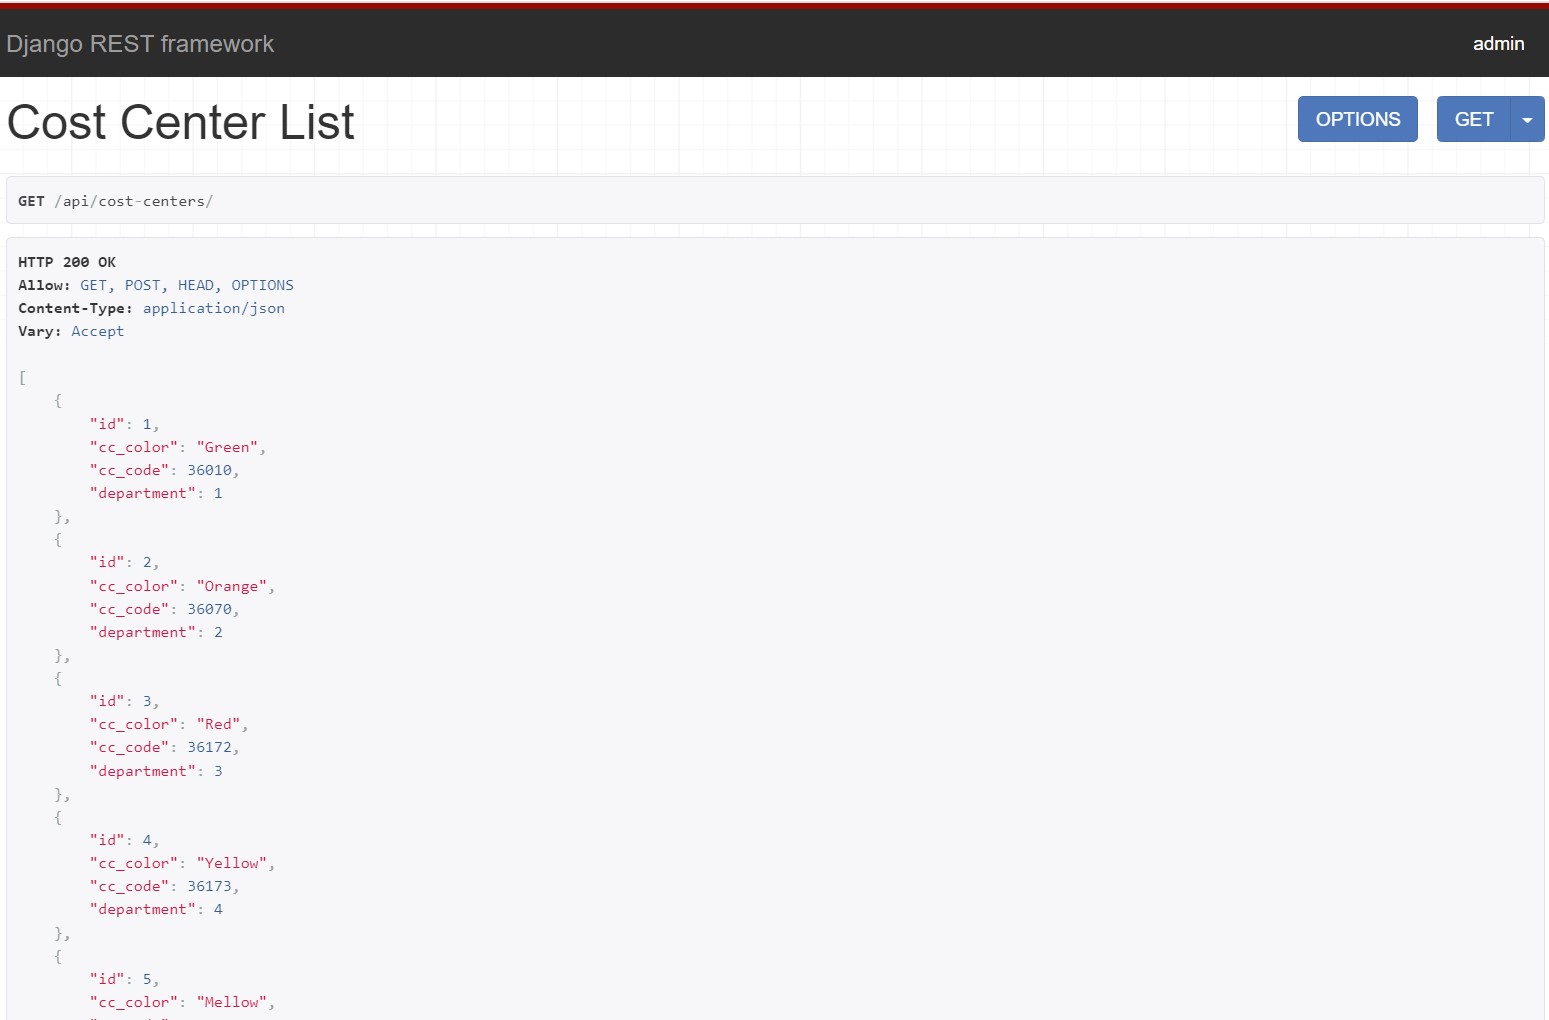 Django REST framework
admin
Cost Center List
OPTIONS
GET
GET /api/cost-centers/
HTTP 200 OK
Allow: GET, POST, HEAD, OPTIONS
Content-Type: application/json
Vary: Accept
[
    {
        "id": 1,
        "cc_color": "Green",
        "cc_code": 36010,
        "department": 1
    },
    {
        "id": 2,
        "cc_color": "Orange",
        "cc_code": 36070,
        "department": 2
    },
    {
        "id": 3,
        "cc_color": "Red",
        "cc_code": 36172,
        "department": 3
    },
    {
        "id": 4,
        "cc_color": "Yellow",
        "cc_code": 36173,
        "department": 4
    },
    {
        "id": 5,
        "cc_color": "Mellow",